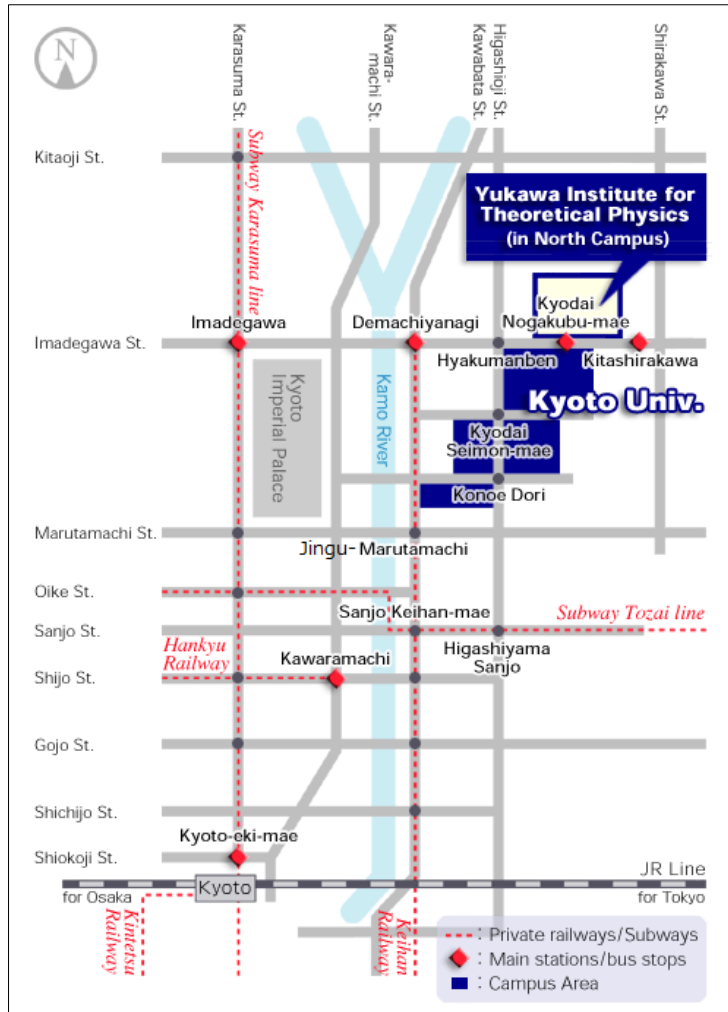 N
Karasuma St.
Kawara-
machi St.
Kawabata St.
Higashioji St.
Shirakawa St.
Kitaoji St.
Subway Karasuma line
Yukawa Institute for
Theoretical Physics
(in North Campus)
Imadegawa
Demachiyanagi
Kyodai
Nogakubu-mae
Imadegawa St.
Hyakumanben
Kitashirakawa
Kyoto
Imperial Palace
Kamo River
Kyoto Univ.
Kyodai
Seimon-mae
Konoe Dori
Marutamachi St.
Jingu-Marutamachi
Oike St.
Sanjo Keihan-mae
Subway Tozai line
Sanjo St.
Hankyu
Railway
Kawaramachi
Higashiyama
Sanjo
Shijo St.
Gojo St.
Shichijo St.
Kyoto-eki-mae
Shiokoji St.
JR Line
Kyoto
for Osaka
for Tokyo
Kintetsu
Railway
Keihan
Railway
: Private railways/Subways
: Main stations/bus stops
: Campus Area